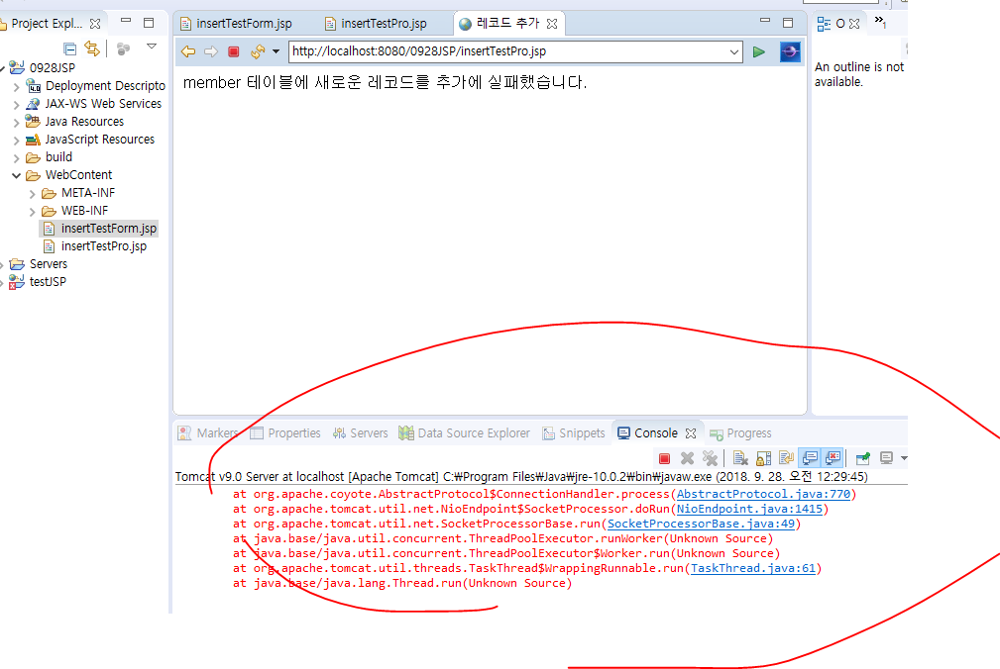 Project Expl...
0928JSP
Deployment Descripto
JAX-WS Web Services
Java Resources
JavaScript Resources
build
WebContent
META-INF
WEB-INF
insertTestForm.jsp
insertTestPro.jsp
Servers
testJSP
insertTestForm.jsp
insertTestPro.jsp
레코드 추가
http://localhost:8080/0928JSP/insertTestPro.jsp
member 테이블에 새로운 레코드를 추가에 실패했습니다.
O
1
An outline is not
available.
Markers
Properties
Servers
Data Source Explorer
Snippets
Console
Progress
Tomcat v9.0 Server at localhost [Apache Tomcat] C:₩Program Files₩Java₩jre-10.0.2₩bin₩javaw.exe (2018. 9. 28. 오전 12:29:45)
at org.apache.coyote.AbstractProtocol$ConnectionHandler.process(AbstractProtocol.java:770)
at org.apache.tomcat.util.net.NioEndpoint$SocketProcessor.doRun(NioEndpoint.java:1415)
at org.apache.tomcat.util.net.SocketProcessorBase.run(SocketProcessorBase.java:49)
at java.base/java.util.concurrent.ThreadPoolExecutor.runWorker(Unknown Source)
at java.base/java.util.concurrent.ThreadPoolExecutor$Worker.run(Unknown Source)
at org.apache.tomcat.util.threads.TaskThread$WrappingRunnable.run(TaskThread.java:61)
at java.base/java.lang.Thread.run(Unknown Source)